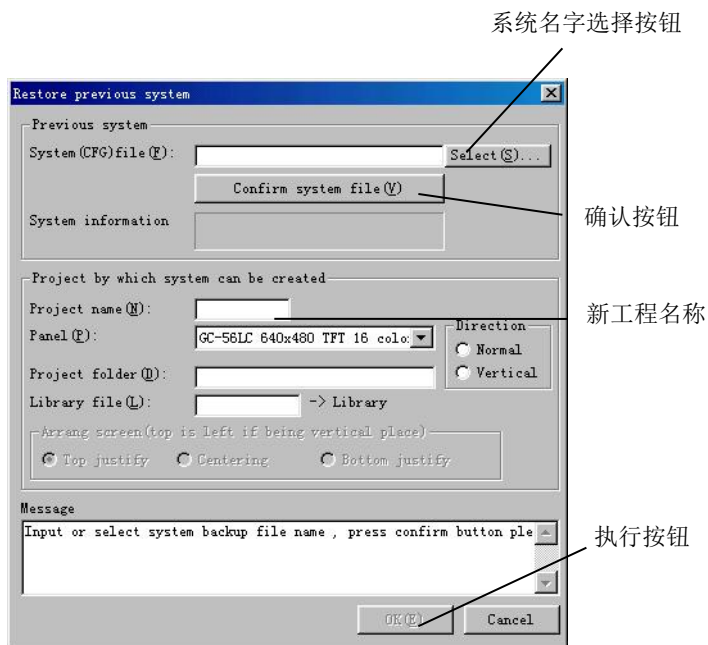 系统名字选择按钮
Restore previous system
Previous system
System(CFG)file(F):
Select(S)...
Confirm system file(V)
确认按钮
System information
Project by which system can be created
Project name(N):
新工程名称
Panel(P):
GC-56LC 640x480 TFT 16 colo:
Direction
Normal
Vertical
Project folder(D):
Library file(L):
-> Library
Arrang screen(top is left if being vertical place)
Top justify Centering Bottom justify
Message
Input or select system backup file name , press confirm button ple
执行按钮
OK(E) Cancel